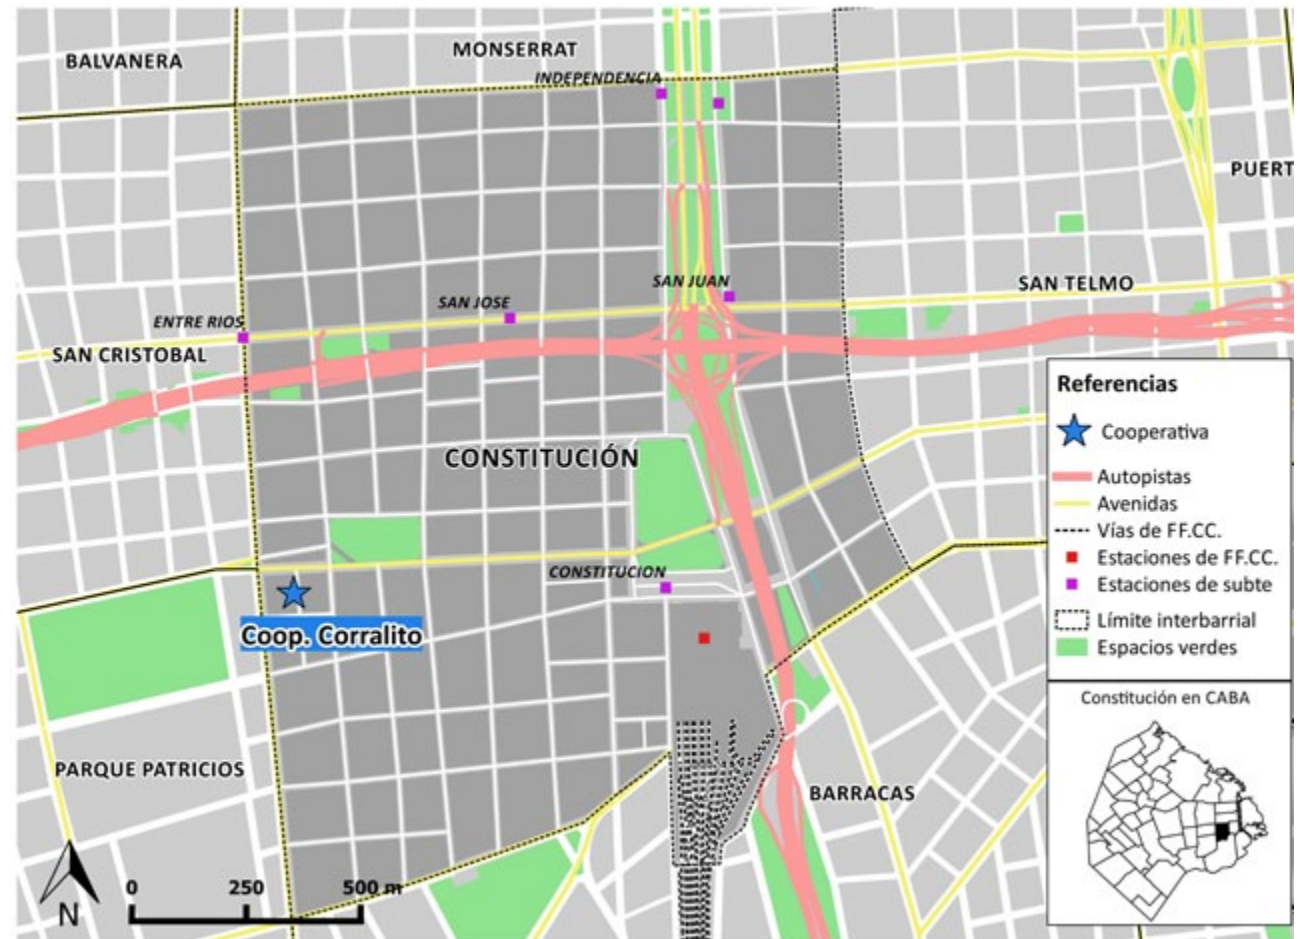 BALVANERA
MONSERRAT
INDEPENDENCIA
PUERT
SAN JUAN
SAN TELMO
SAN JOSE
ENTRE RIOS
SAN CRISTOBAL
CONSTITUCIÓN
CONSTITUCION
Coop. Corralito
PARQUE PATRICIOS
BARRACAS
0 250 500 m
N
Referencias
Cooperativa
Autopistas
Avenidas
Vías de FF.CC.
Estaciones de FF.CC.
Estaciones de subte
Límite interbarrial
Espacios verdes
Constitución en CABA